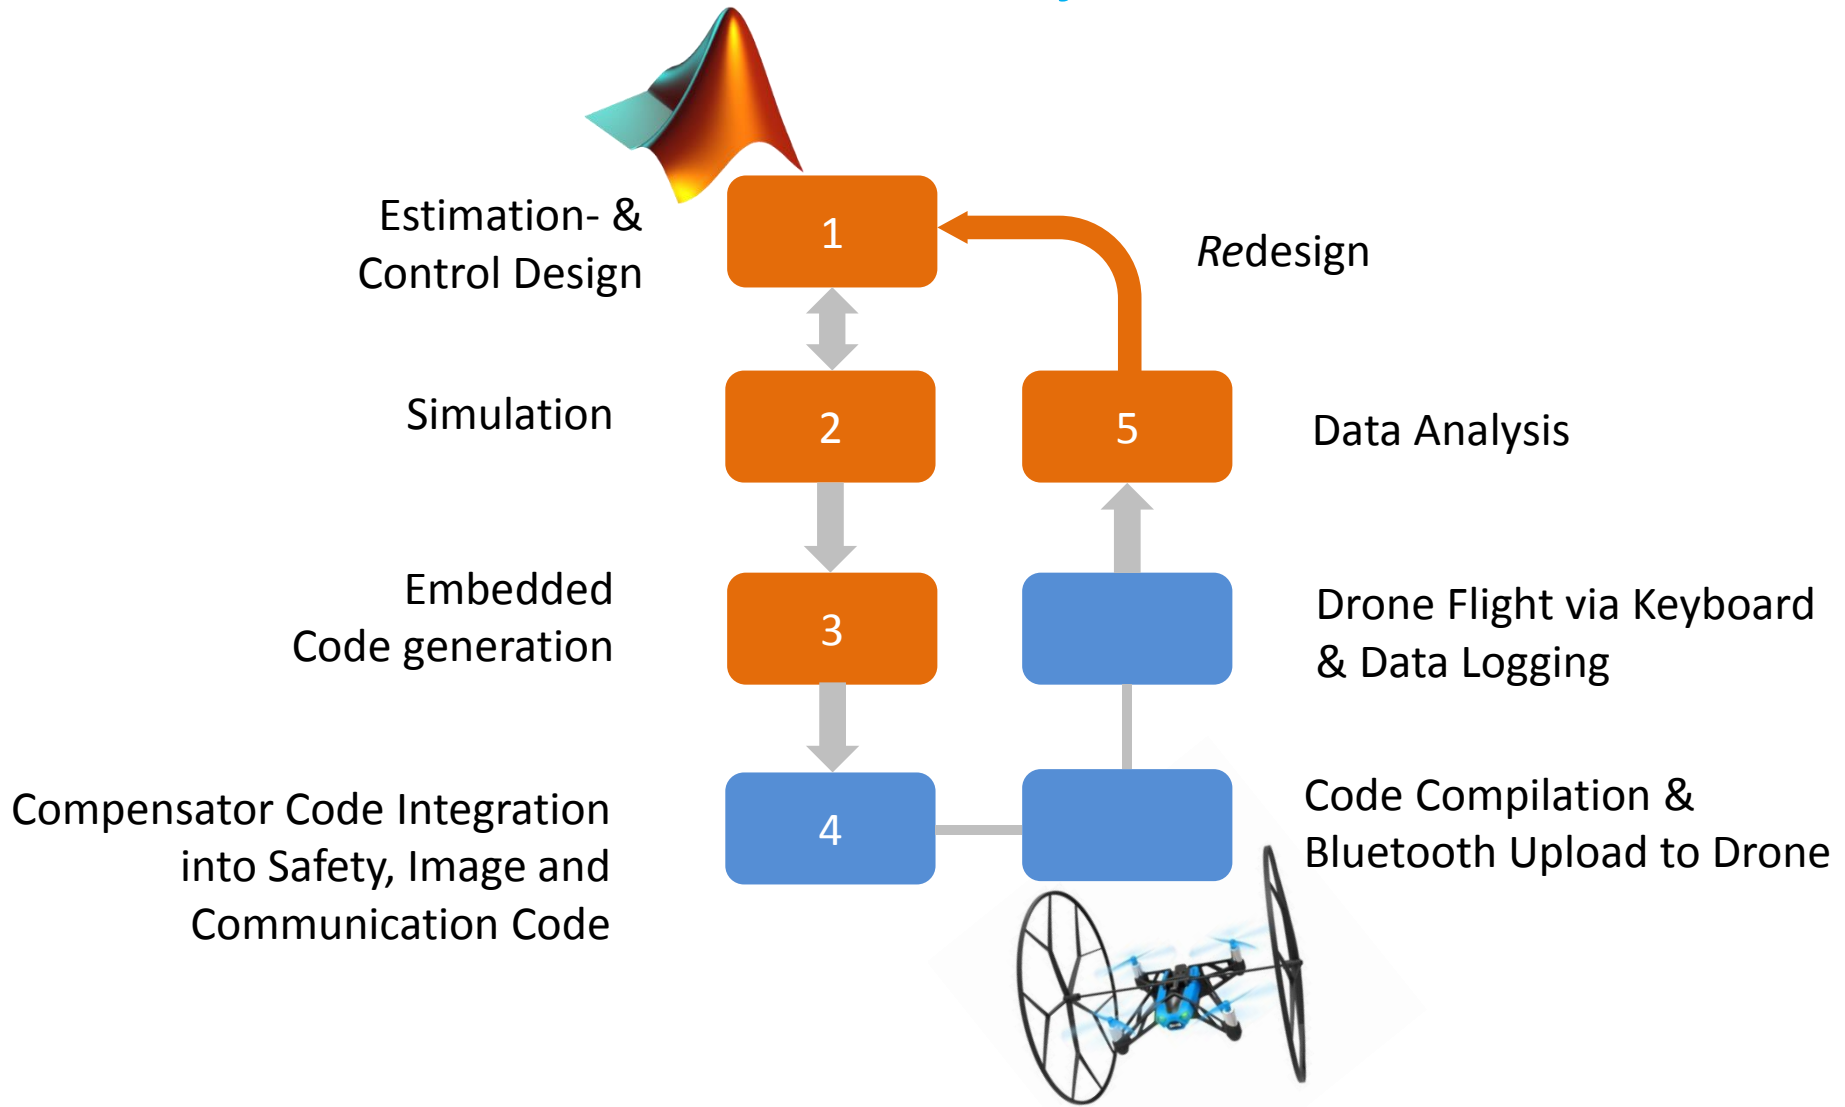 Estimation- &
Control Design
1
Redesign
Simulation
2
5
Data Analysis
Embedded
Code generation
3
Drone Flight via Keyboard
& Data Logging
Compensator Code Integration
into Safety, Image and
Communication Code
4
Code Compilation &
Bluetooth Upload to Drone